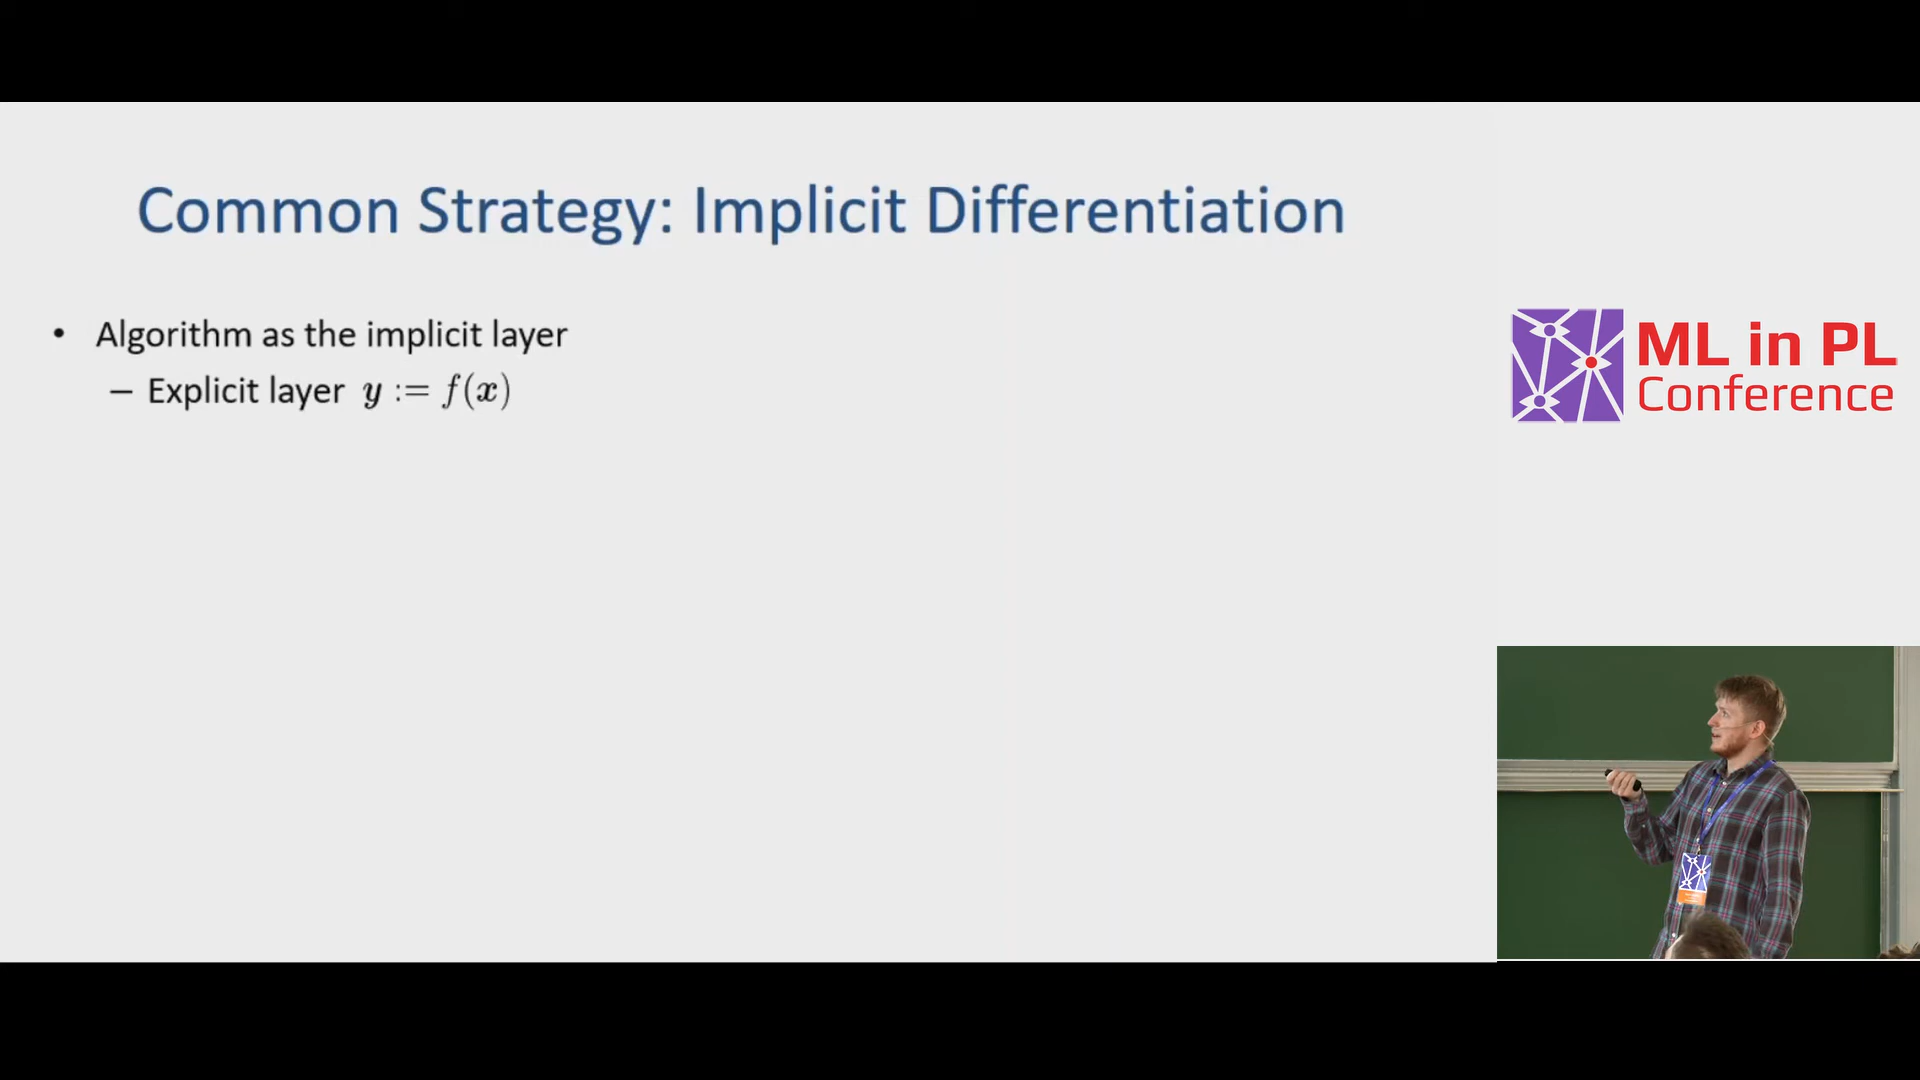 Common Strategy: Implicit Differentiation
• Algorithm as the implicit layer
– Explicit layer y := f(x)
ML in PL
Conference